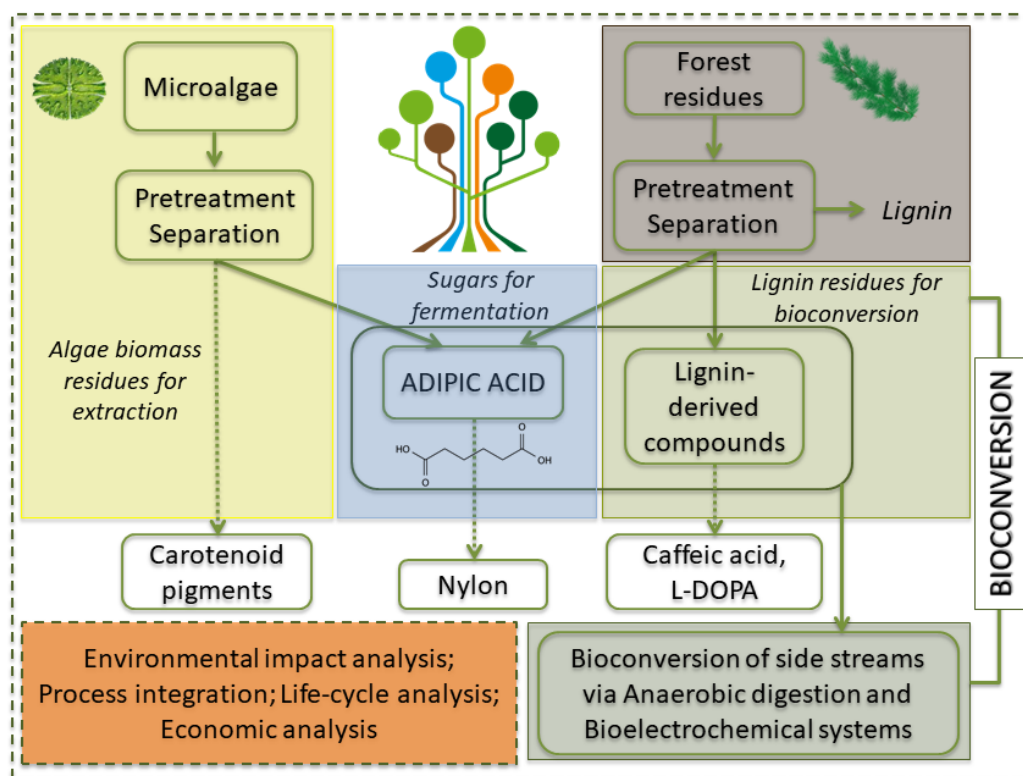 Microalgae
Forest
residues
Pretreatment
Separation
Pretreatment
Separation
Lignin
Sugars for
fermentation
Lignin residues for
bioconversion
Algae biomass
residues for
extraction
ADIPIC ACID
HO
O
O
OH
Lignin-
derived
compounds
BIOCONVERSION
Carotenoid
pigments
Nylon
Caffeic acid,
L-DOPA
Environmental impact analysis;
Process integration; Life-cycle analysis;
Economic analysis
Bioconversion of side streams
via Anaerobic digestion and
Bioelectrochemical systems